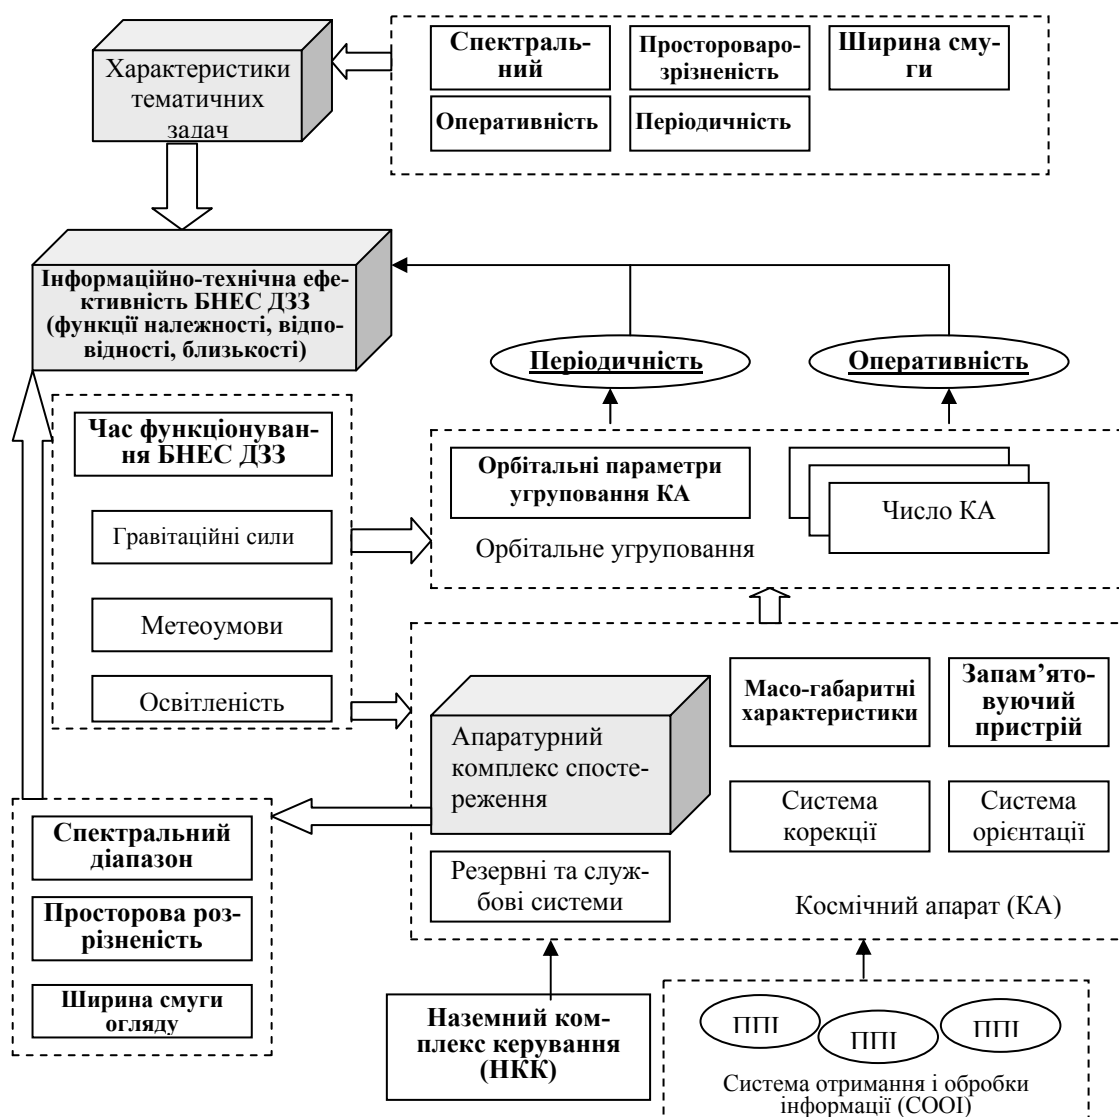 Характеристики
тематичних
задач
Спектраль-
ний
Простороваро-
зрізненість
Ширина сму-
ги
Оперативність
Періодичність
Інформаційно-технічна ефе-
ктивність БНЕС ДЗЗ
(функції належності, відпо-
відності, близькості)
Періодичність
Оперативність
Час функціонуван-
ня БНЕС ДЗЗ
Гравітаційні сили
Метеоумови
Освітленість
Орбітальні параметри
угруповання КА
Число КА
Орбітальне угруповання
Апаратурний
комплекс спосте-
реження
Масо-габаритні
характеристики
Запам’ято-
вуючий
пристрій
Система
корекції
Система
орієнтації
Резервні та служ-
бові системи
Космічний апарат (КА)
Спектральний
діапазон
Просторова роз-
різненість
Ширина смуги
огляду
Наземний ком-
плекс керування
(НКК)
ППІ
ППІ
ППІ
Система отримання і обробки
інформації (СООІ)